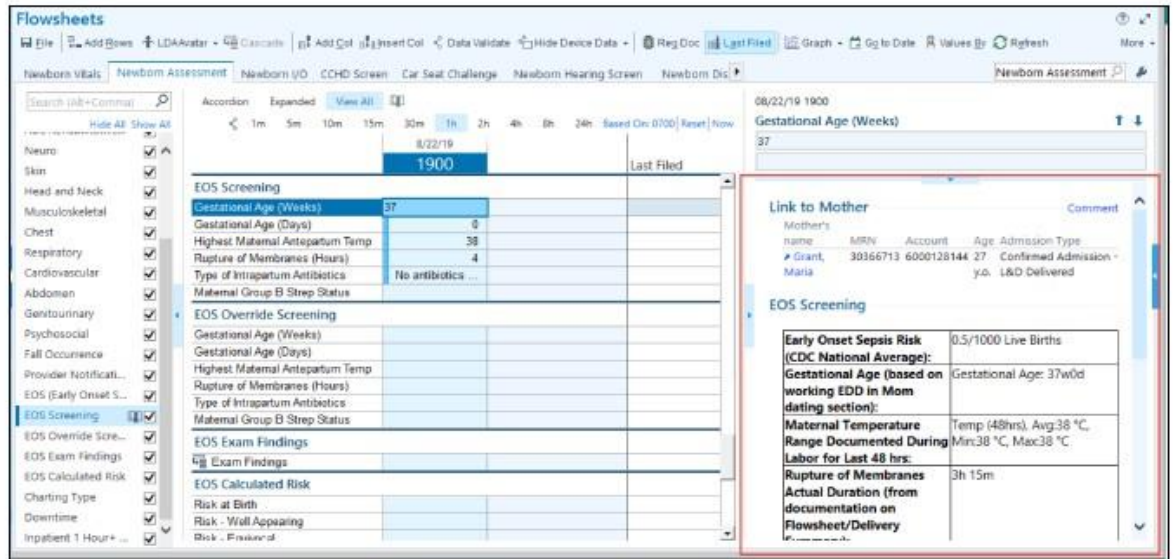 Flowsheets
File Add Rows LDAAvatar Cascade Add Col Insert Col Data Validate Hide Device Data Reg Doc Last Filed Graph Go to Date Values By Refresh More
Newborn Vitals Newborn Assessment Newborn I/O CCHD Screen Car Seat Challenge Newborn Hearing Screen Newborn Dis Newborn Assessment
Search (Alt+Comma)
Hide All Show All
Neuro
Skin
Head and Neck
Musculoskeletal
Chest
Respiratory
Cardiovascular
Abdomen
Genitourinary
Psychosocial
Fall Occurrence
Provider Notificati...
EOS (Early Onset S...
EOS Screening
EOS Override Scre...
EOS Exam Findings
EOS Calculated Risk
Charting Type
Downtime
Inpatient 1 Hour+ ...
Accordion Expanded View All
1m 5m 10m 15m 30m 1h 2h 4h 8h 24h Based On: 0700 Reset Now
8/22/19
1900 Last Filed
EOS Screening
Gestational Age (Weeks) 37
Gestational Age (Days) 0
Highest Maternal Antepartum Temp 38
Rupture of Membranes (Hours) 4
Type of Intrapartum Antibiotics No antibiotics ...
Maternal Group B Strep Status
EOS Override Screening
Gestational Age (Weeks)
Gestational Age (Days)
Highest Maternal Antepartum Temp
Rupture of Membranes (Hours)
Type of Intrapartum Antibiotics
Maternal Group B Strep Status
EOS Exam Findings
Exam Findings
EOS Calculated Risk
Risk at Birth
Risk - Well Appearing
Risk - Equivocal
08/22/19 1900
Gestational Age (Weeks)
37
Link to Mother Comment
Mother's
name MRN Account Age Admission Type
Grant, 30366713 6000128144 27 Confirmed Admission -
Maria y.o. L&D Delivered
EOS Screening
Early Onset Sepsis Risk 0.5/1000 Live Births
(CDC National Average):
Gestational Age (based on Gestational Age: 37w0d
working EDD in Mom
dating section):
Maternal Temperature Temp (48hrs), Avg:38 °C,
Range Documented During Min:38 °C, Max:38 °C
Labor for Last 48 hrs:
Rupture of Membranes 3h 15m
Actual Duration (from
documentation on
Flowsheet/Delivery